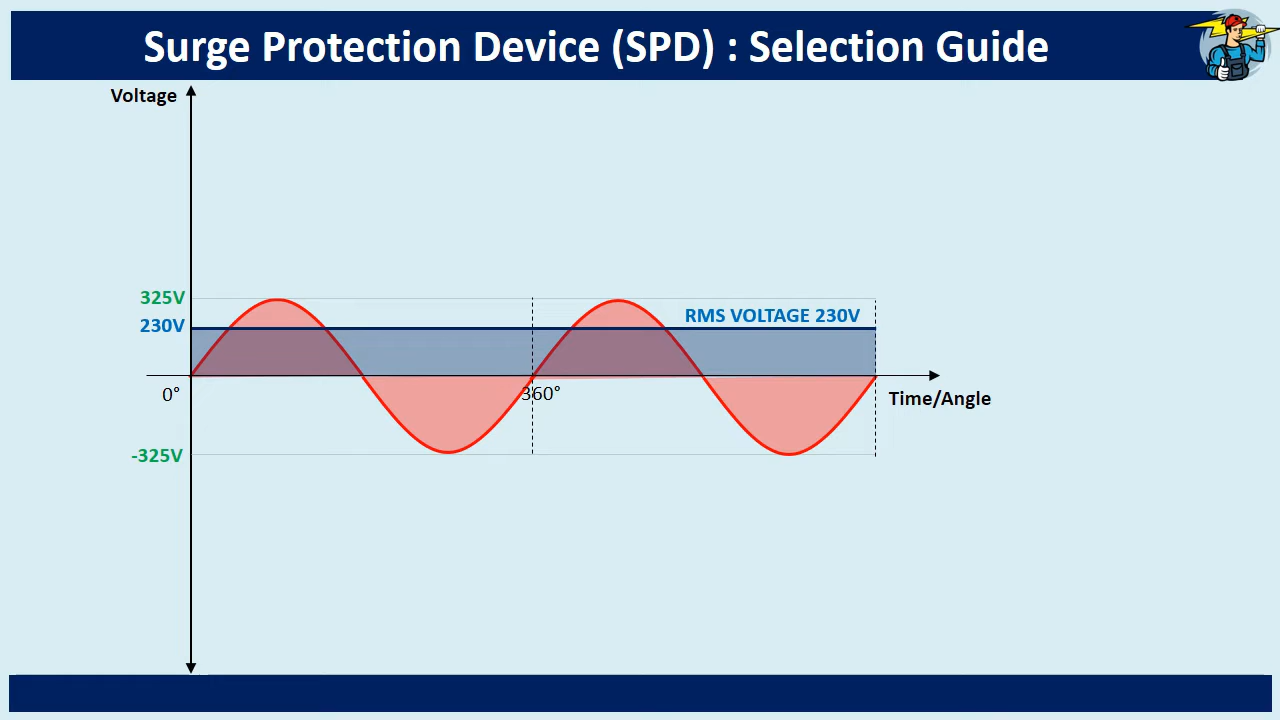 Surge Protection Device (SPD) : Selection Guide
Voltage
325V
230V
RMS VOLTAGE 230V
0°
360°
Time/Angle
-325V